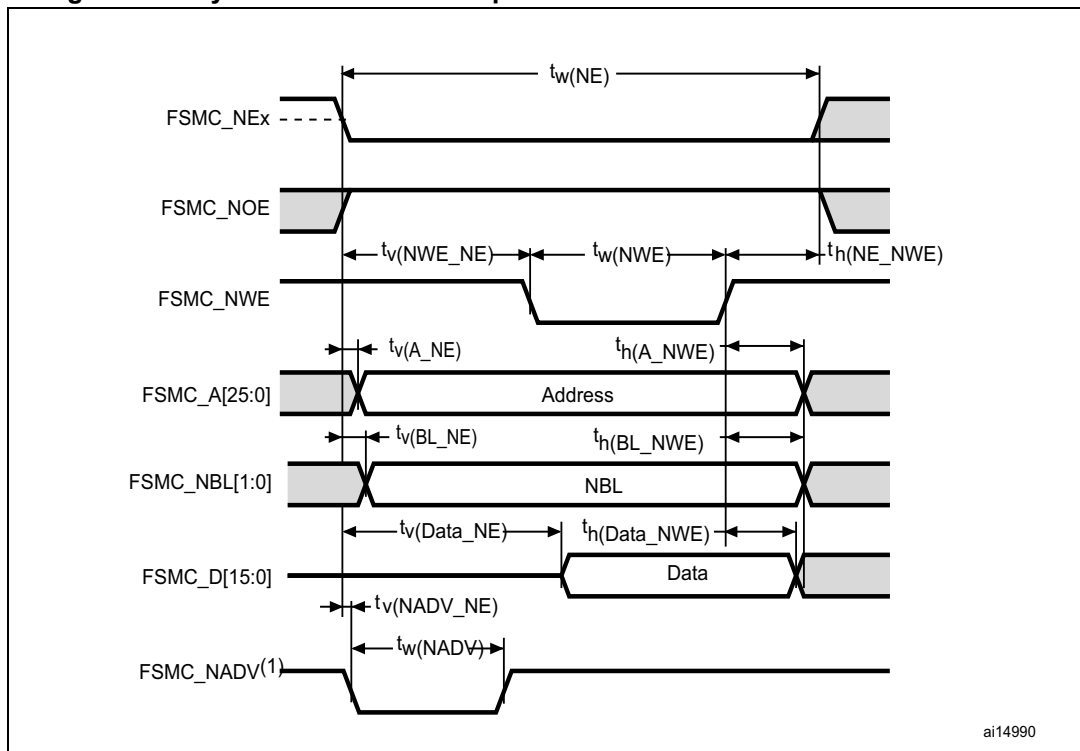 tw(NE)
FSMC_NEx
FSMC_NOE
tv(NWE_NE) tw(NWE) th(NE_NWE)
FSMC_NWE
tv(A_NE) th(A_NWE)
FSMC_A[25:0] Address
tv(BL_NE) th(BL_NWE)
FSMC_NBL[1:0] NBL
tv(Data_NE) th(Data_NWE)
FSMC_D[15:0] Data
tv(NADV_NE)
tw(NADV)
FSMC_NADV(1)
ai14990